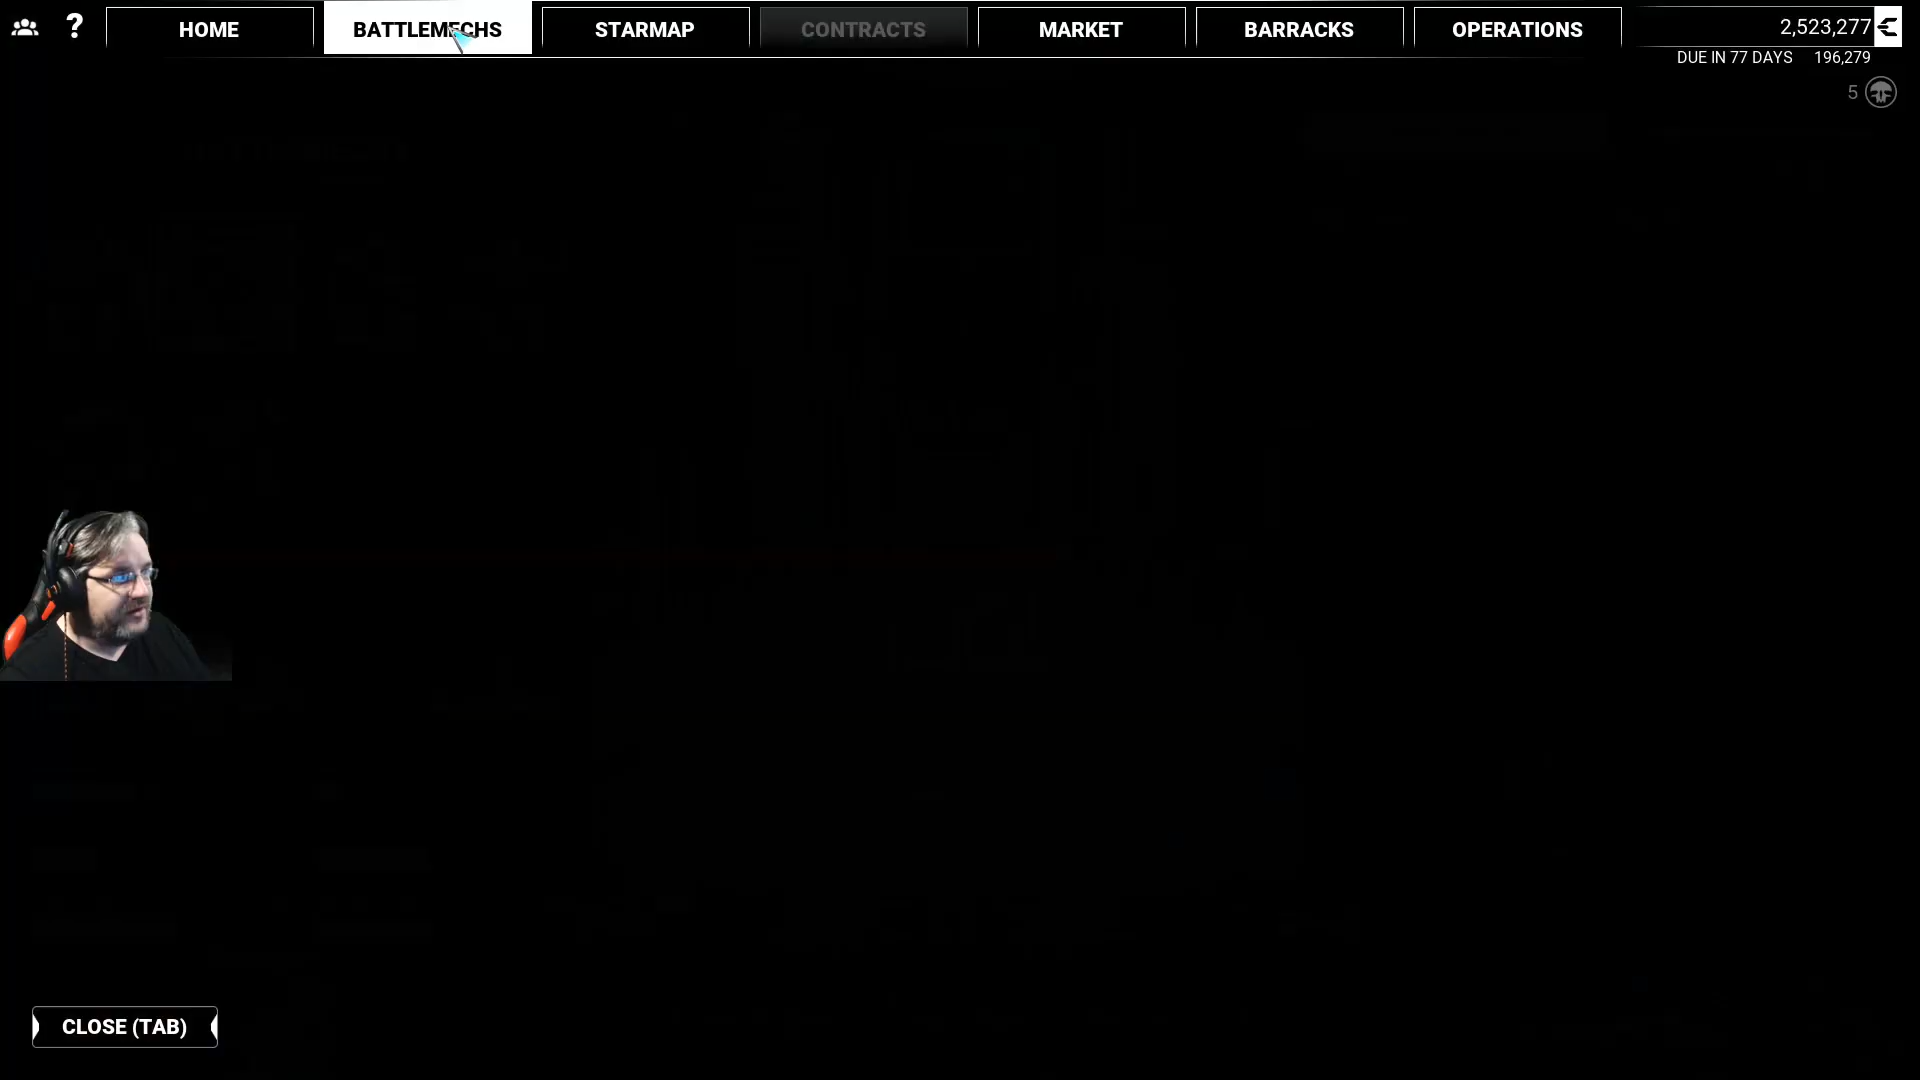 ?
HOME
BATTLEMECHS
STARMAP
CONTRACTS
MARKET
BARRACKS
OPERATIONS
2,523,277
DUE IN 77 DAYS 196,279
5
CLOSE (TAB)